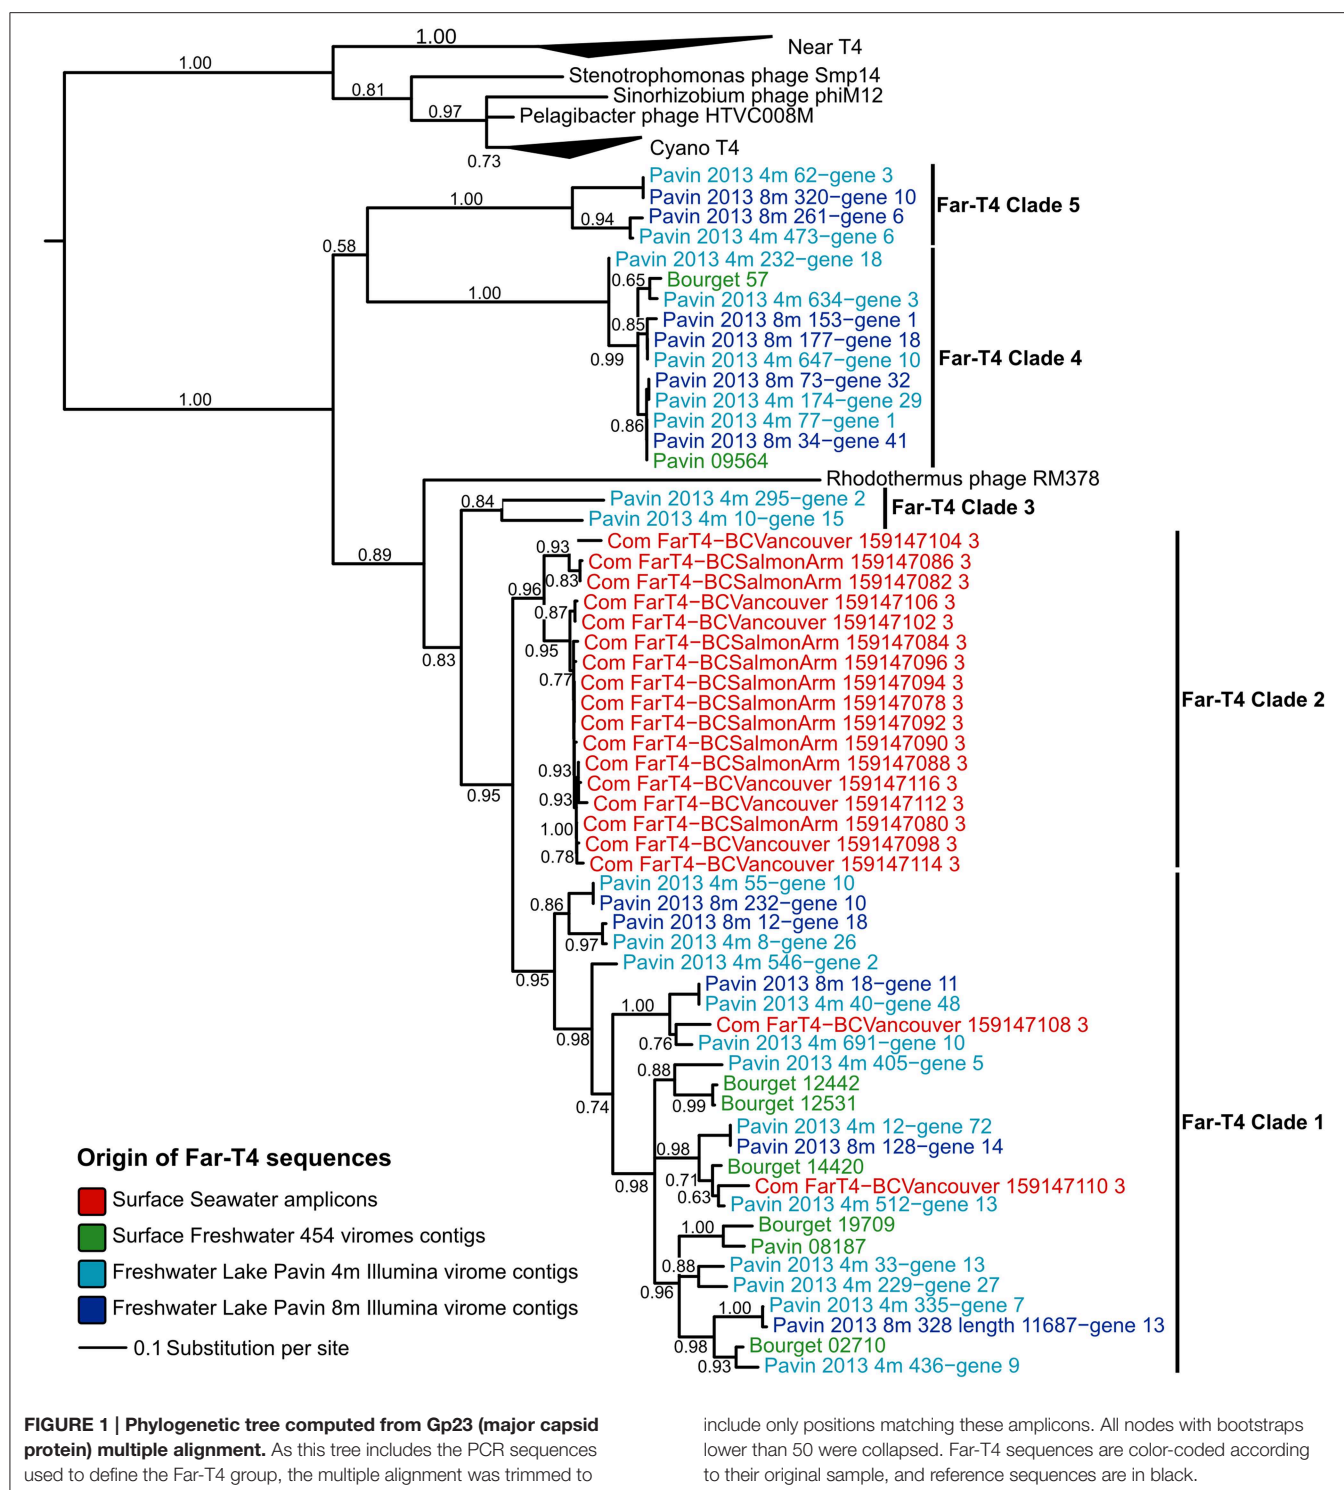 1.00
Near T4
1.00
Stenotrophomonas phage Smp14
0.81
Sinorhizobium phage phiM12
0.97
Pelagibacter phage HTVC008M
Cyano T4
0.73
Pavin 2013 4m 62−gene 3
Pavin 2013 8m 320−gene 10
1.00
Far-T4 Clade 5
Pavin 2013 8m 261−gene 6
0.94
Pavin 2013 4m 473−gene 6
0.58
Pavin 2013 4m 232−gene 18
0.65
Bourget 57
1.00
Pavin 2013 4m 634−gene 3
0.85
Pavin 2013 8m 153−gene 1
Pavin 2013 8m 177−gene 18
0.99
Pavin 2013 4m 647−gene 10
Far-T4 Clade 4
Pavin 2013 8m 73−gene 32
1.00
Pavin 2013 4m 174−gene 29
Pavin 2013 4m 77−gene 1
0.86
Pavin 2013 8m 34−gene 41
Pavin 09564
Rhodothermus phage RM378
0.84
Pavin 2013 4m 295−gene 2
Far-T4 Clade 3
Pavin 2013 4m 10−gene 15
0.89
0.93
Com FarT4−BCVancouver 159147104 3
Com FarT4−BCSalmonArm 159147086 3
0.83
Com FarT4−BCSalmonArm 159147082 3
0.96
Com FarT4−BCVancouver 159147106 3
0.87
Com FarT4−BCVancouver 159147102 3
Com FarT4−BCSalmonArm 159147084 3
0.95
0.83
Com FarT4−BCSalmonArm 159147096 3
0.77
Com FarT4−BCSalmonArm 159147094 3
Com FarT4−BCSalmonArm 159147078 3
Far-T4 Clade 2
Com FarT4−BCSalmonArm 159147092 3
Com FarT4−BCSalmonArm 159147090 3
0.93
Com FarT4−BCSalmonArm 159147088 3
Com FarT4−BCVancouver 159147116 3
0.95
0.93
Com FarT4−BCVancouver 159147112 3
1.00
Com FarT4−BCSalmonArm 159147080 3
Com FarT4−BCVancouver 159147098 3
0.78
Com FarT4−BCVancouver 159147114 3
Pavin 2013 4m 55−gene 10
0.86
Pavin 2013 8m 232−gene 10
Pavin 2013 8m 12−gene 18
0.97
Pavin 2013 4m 8−gene 26
Pavin 2013 4m 546−gene 2
0.95
Pavin 2013 8m 18−gene 11
1.00
Pavin 2013 4m 40−gene 48
Com FarT4−BCVancouver 159147108 3
0.98
0.76
Pavin 2013 4m 691−gene 10
0.88
Pavin 2013 4m 405−gene 5
Bourget 12442
0.74
0.99
Bourget 12531
Far-T4 Clade 1
Pavin 2013 4m 12−gene 72
0.98
Pavin 2013 8m 128−gene 14
Bourget 14420
0.71
0.98
Com FarT4−BCVancouver 159147110 3
0.63
Pavin 2013 4m 512−gene 13
1.00
Bourget 19709
Pavin 08187
0.88
Pavin 2013 4m 33−gene 13
0.96
Pavin 2013 4m 229−gene 27
1.00
Pavin 2013 4m 335−gene 7
Pavin 2013 8m 328 length 11687−gene 13
0.98
Bourget 02710
0.93
Pavin 2013 4m 436−gene 9
Origin of Far-T4 sequences
Surface Seawater amplicons
Surface Freshwater 454 viromes contigs
Freshwater Lake Pavin 4m Illumina virome contigs
Freshwater Lake Pavin 8m Illumina virome contigs
0.1 Substitution per site
FIGURE 1 | Phylogenetic tree computed from Gp23 (major capsid
protein) multiple alignment. As this tree includes the PCR sequences
used to define the Far-T4 group, the multiple alignment was trimmed to
include only positions matching these amplicons. All nodes with bootstraps
lower than 50 were collapsed. Far-T4 sequences are color-coded according
to their original sample, and reference sequences are in black.